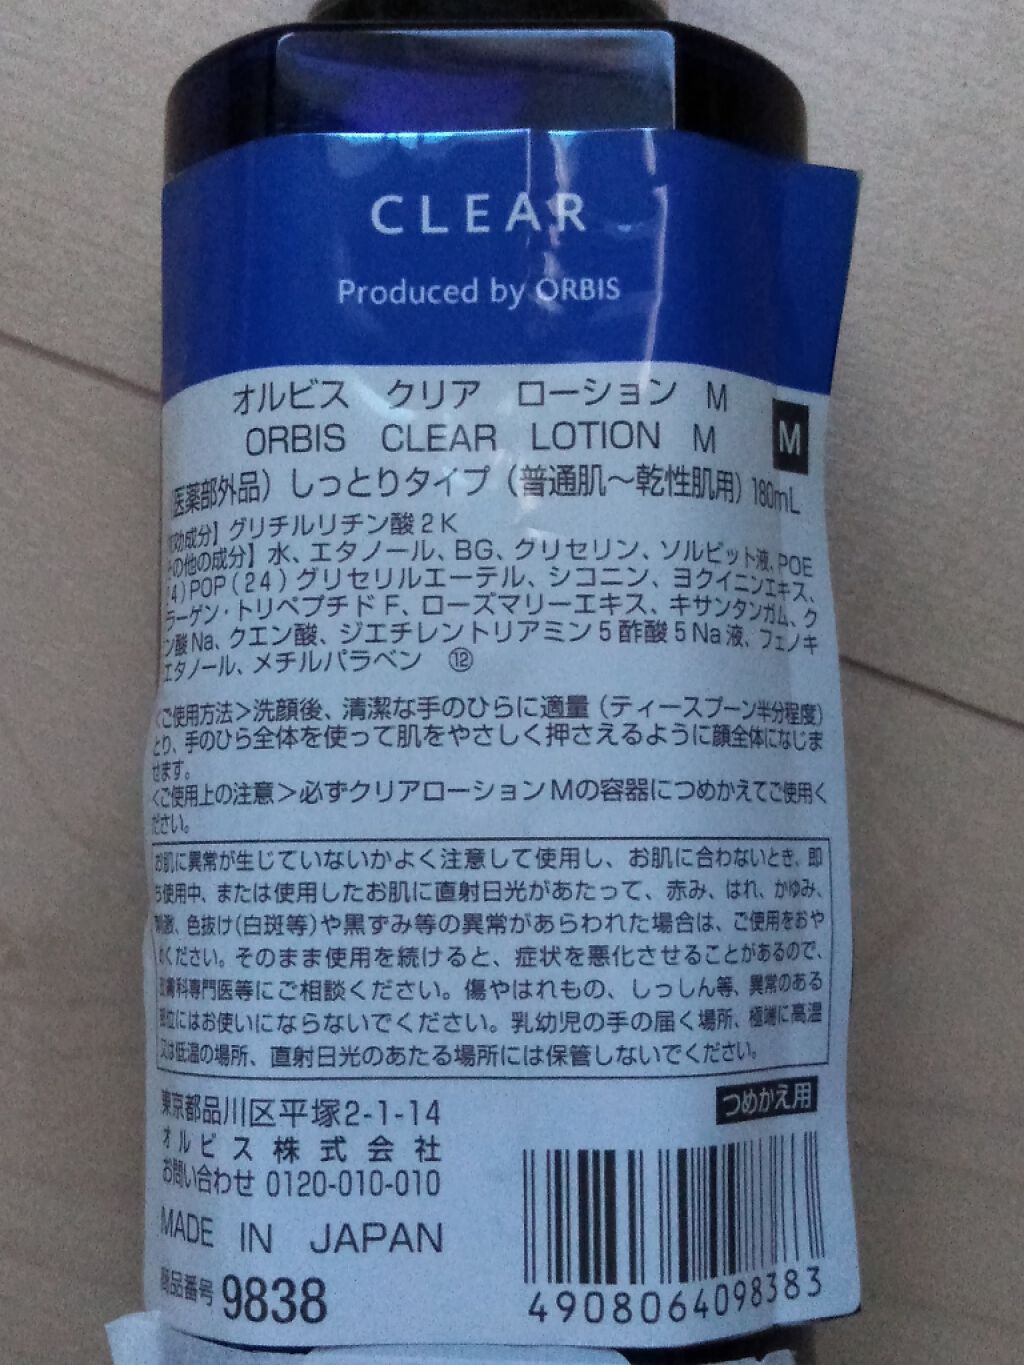 CLEAR
Produced by ORBIS
オルビス クリア ローション M
ORBIS CLEAR LOTION M
M
医薬部外品）しっとりタイプ（普通肌～乾性肌用）180mL
効成分】グリチルリチン酸2K
の他の成分】水、エタノール、BG、グリセリン、ソルビット液、POE
4）POP（24）グリセリルエーテル、シコニン、ヨクイニンエキス、
ラーゲン・トリペプチドF、ローズマリーエキス、キサンタンガム、ク
ン酸Na、クエン酸、ジエチレントリアミン5酢酸5Na液、フェノキ
エタノール、メチルパラベン ⑫
＜ご使用方法＞洗顔後、清潔な手のひらに適量（ティースプーン半分程度）
とり、手のひら全体を使って肌をやさしく押さえるように顔全体になじま
せます。
＜ご使用上の注意＞必ずクリアローションMの容器につめかえてご使用く
ださい。
お肌に異常が生じていないかよく注意して使用し、お肌に合わないとき、即
ち使用中、または使用したお肌に直射日光があたって、赤み、はれ、かゆみ、
刺激、色抜け（白斑等）や黒ずみ等の異常があらわれた場合は、ご使用をおや
めください。そのまま使用を続けると、症状を悪化させることがあるので、
皮膚科専門医等にご相談ください。傷やはれもの、しっしん等、異常のある
部位にはお使いにならないでください。乳幼児の手の届く場所、極端に高温
又は低温の場所、直射日光のあたる場所には保管しないでください。
つめかえ用
東京都品川区平塚2-1-14
オルビス株式会社
お問い合わせ 0120-010-010
MADE IN JAPAN
商品番号 9838
4908064098383